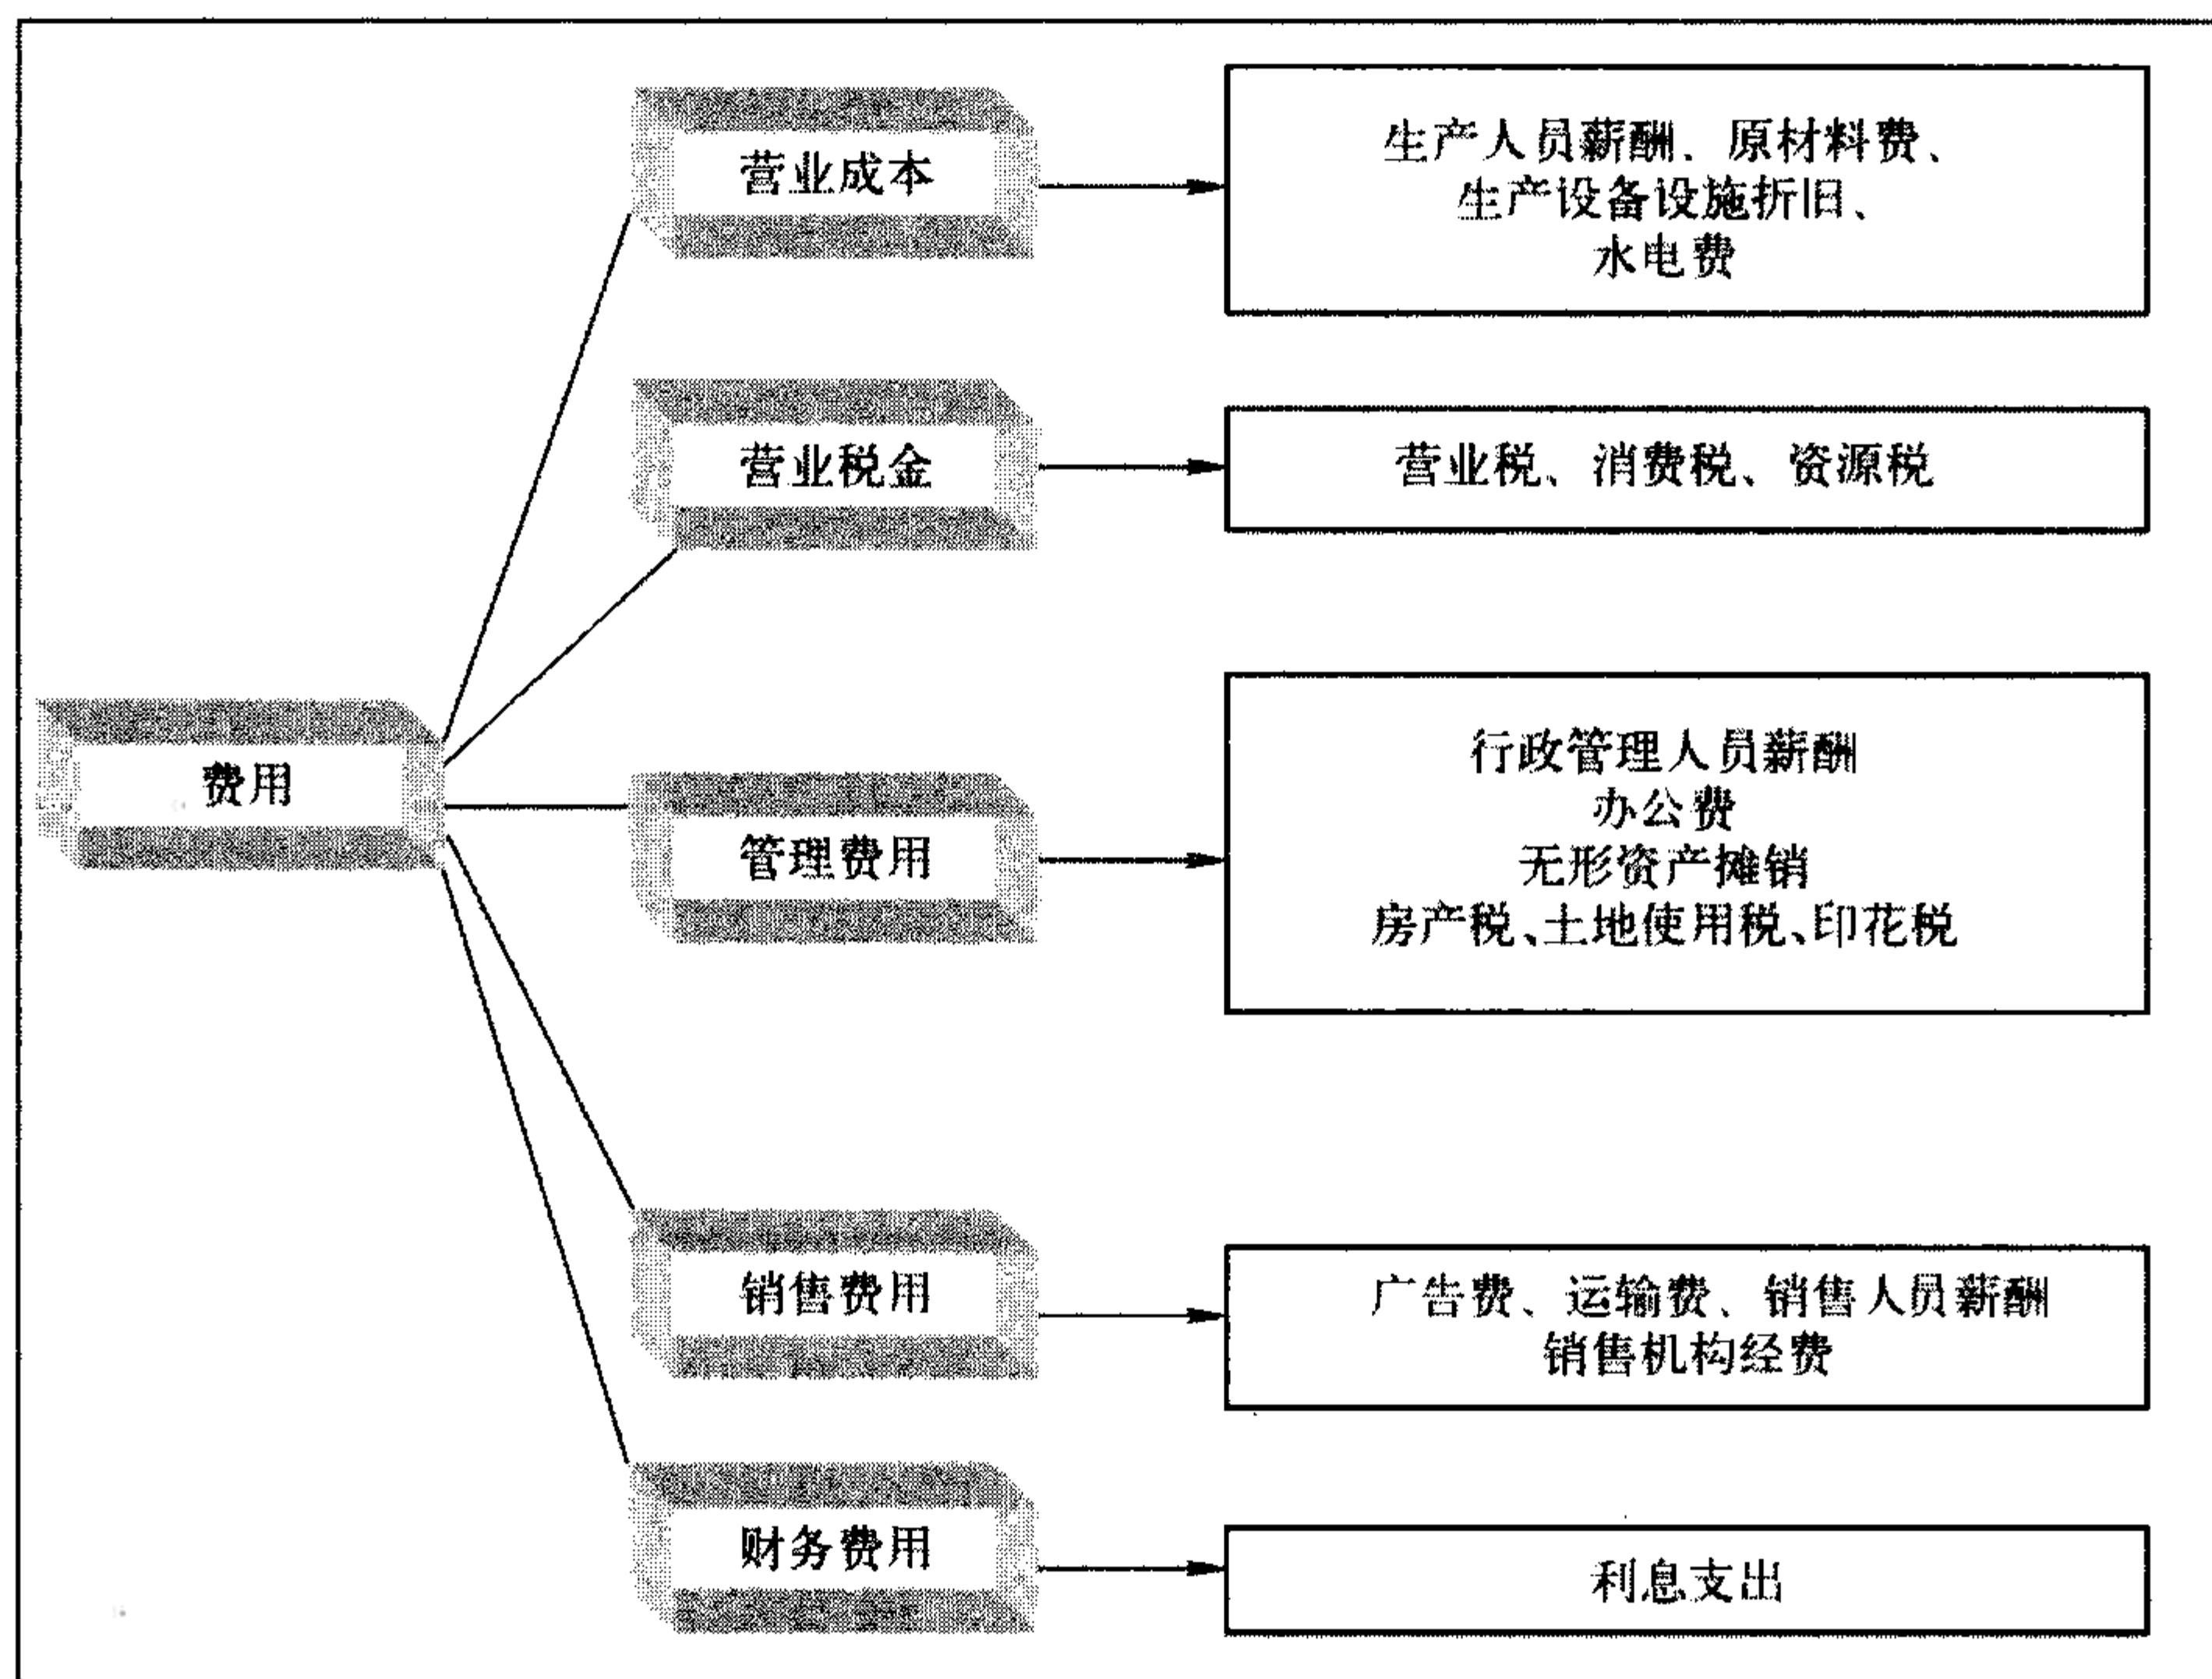 营业成本
生产人员薪酬、原材料费、
生产设备设施折旧、
水电费
营业税金
营业税、消费税、资源税
费用
管理费用
行政管理人员薪酬
办公费
无形资产摊销
房产税、土地使用税、印花税
销售费用
广告费、运输费、销售人员薪酬
销售机构经费
财务费用
利息支出